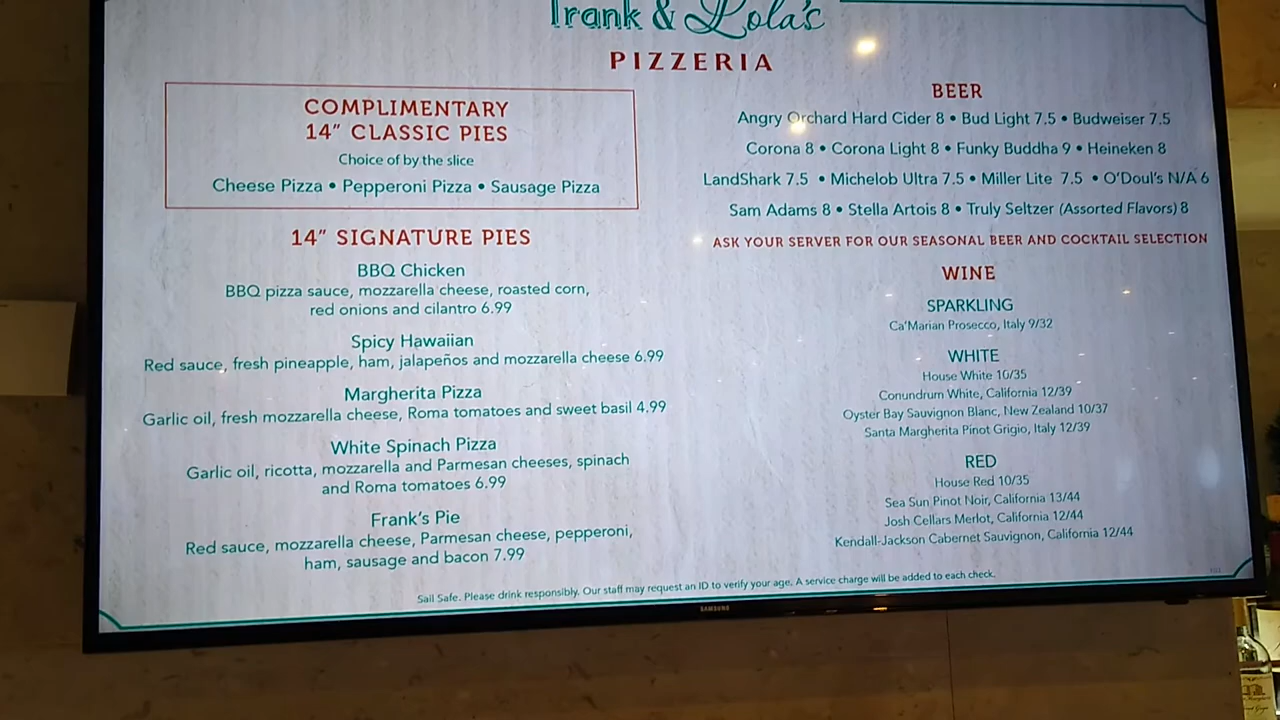 Frank & Lola's
PIZZERIA
COMPLIMENTARY
14" CLASSIC PIES
Choice of by the slice
Cheese Pizza • Pepperoni Pizza • Sausage Pizza
14" SIGNATURE PIES
BBQ Chicken
BBQ pizza sauce, mozzarella cheese, roasted corn,
red onions and cilantro 6.99
Spicy Hawaiian
Red sauce, fresh pineapple, ham, jalapeños and mozzarella cheese 6.99
Margherita Pizza
Garlic oil, fresh mozzarella cheese, Roma tomatoes and sweet basil 4.99
White Spinach Pizza
Garlic oil, ricotta, mozzarella and Parmesan cheeses, spinach
and Roma tomatoes 6.99
Frank's Pie
Red sauce, mozzarella cheese, Parmesan cheese, pepperoni,
ham, sausage and bacon 7.99
BEER
Angry Orchard Hard Cider 8 • Bud Light 7.5 • Budweiser 7.5
Corona 8 • Corona Light 8 • Funky Buddha 9 • Heineken 8
LandShark 7.5 • Michelob Ultra 7.5 • Miller Lite 7.5 • O'Doul's N/A 6
Sam Adams 8 • Stella Artois 8 • Truly Seltzer (Assorted Flavors) 8
ASK YOUR SERVER FOR OUR SEASONAL BEER AND COCKTAIL SELECTION
WINE
SPARKLING
Ca'Marian Prosecco, Italy 9/32
WHITE
House White 10/35
Conundrum White, California 12/39
Oyster Bay Sauvignon Blanc, New Zealand 10/37
Santa Margherita Pinot Grigio, Italy 12/39
RED
House Red 10/35
Sea Sun Pinot Noir, California 13/44
Josh Cellars Merlot, California 12/44
Kendall-Jackson Cabernet Sauvignon, California 12/44
Sail Safe. Please drink responsibly. Our staff may request an ID to verify your age. A service charge will be added to each check.
SAMSUNG